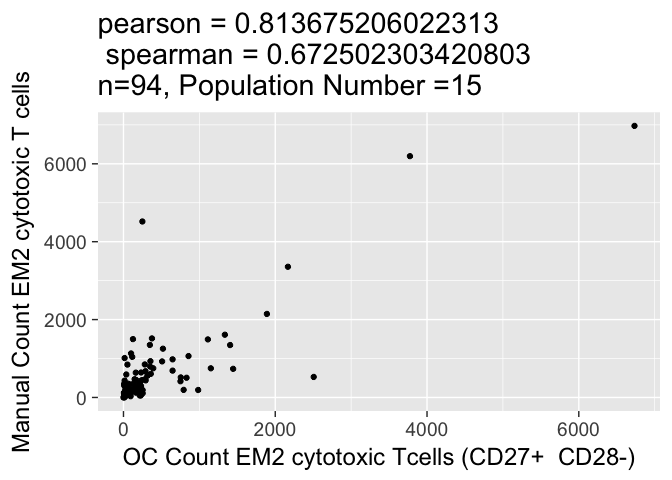 pearson = 0.813675206022313
spearman = 0.672502303420803
n=94, Population Number =15
Manual Count EM2 cytotoxic T cells
6000
4000
2000
0
0 2000 4000 6000
OC Count EM2 cytotoxic Tcells (CD27+  CD28-)